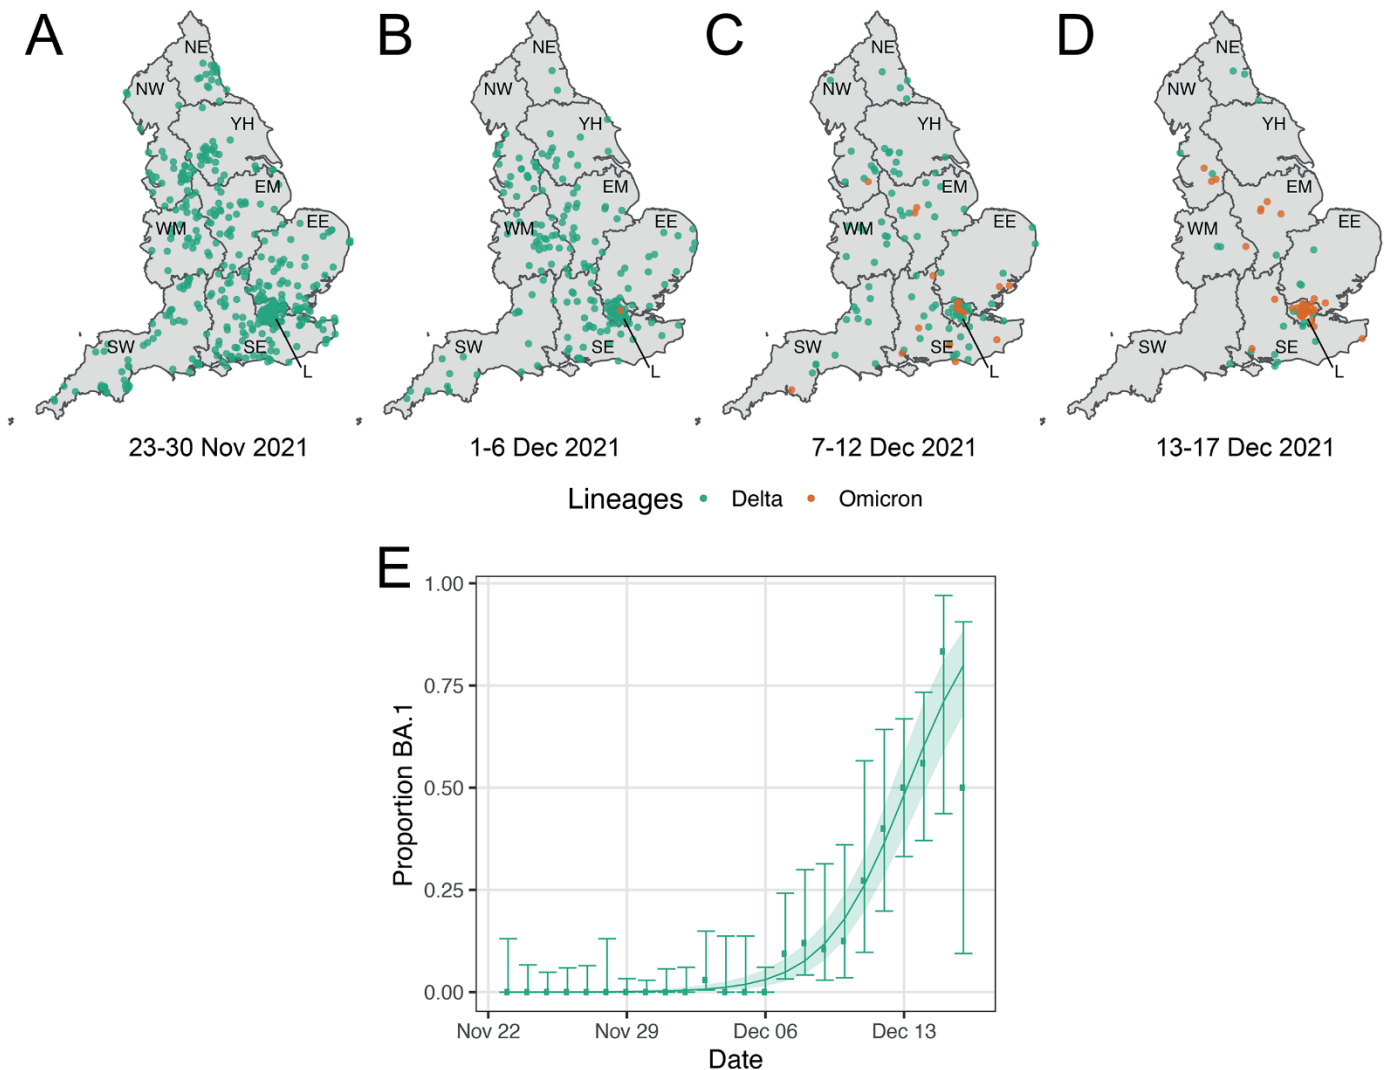 A
B
C
D
NE
NW
YH
EM
EE
WM
SW
SE
L
NE
NW
YH
EM
EE
WM
SW
SE
L
NE
NW
YH
EM
EE
WM
SW
SE
L
NE
NW
YH
EM
EE
WM
SW
SE
L
23-30 Nov 2021
1-6 Dec 2021
7-12 Dec 2021
13-17 Dec 2021
Lineages Delta Omicron
E
Proportion BA.1
1.00
0.75
0.50
0.25
0.00
Nov 22 Nov 29 Dec 06 Dec 13
Date